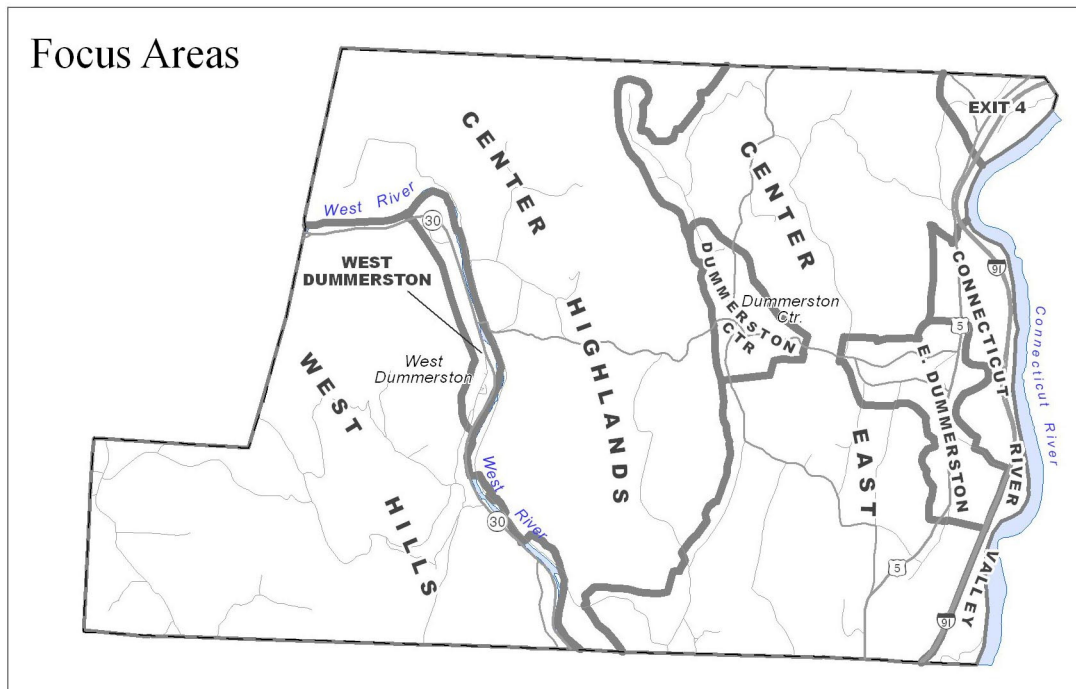 Focus Areas
EXIT 4
CENTER
CENTER
West River
30
WEST
DUMMERSTON
DUMMERSTON
CTR
Dummerston
Ctr.
CONNECTICUT
91
5
Connecticut River
HIGHLANDS
West
Dummerston
WEST
E. DUMMERSTON
EAST
RIVER
West River
30
HILLS
5
VALLEY
91